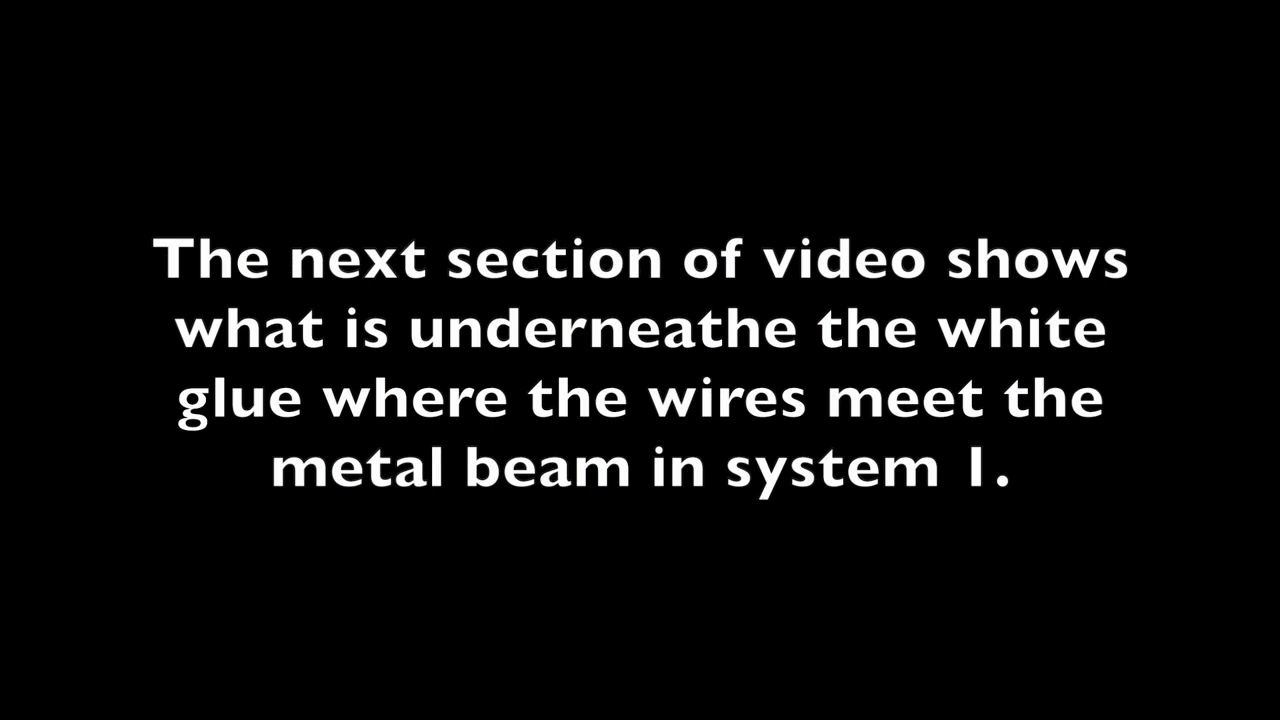 The next section of video shows
what is underneathe the white
glue where the wires meet the
metal beam in system 1.